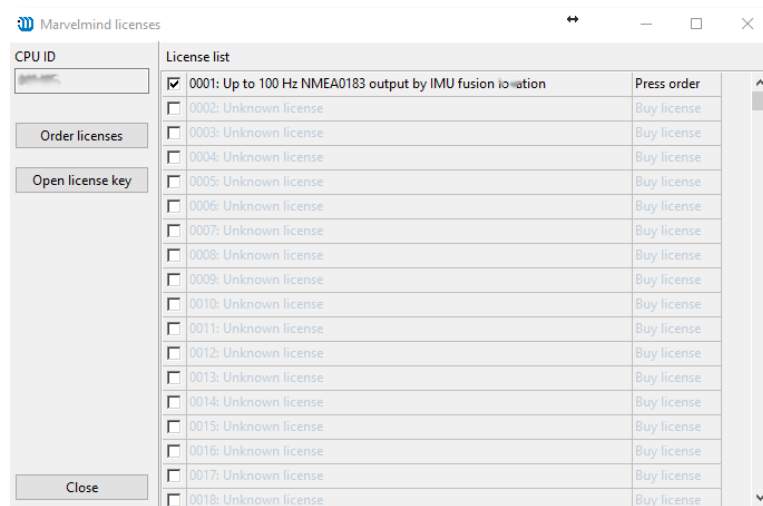 Marvelmind licenses
CPU ID
License list
0001: Up to 100 Hz NMEA0183 output by IMU fusion Press order
0002: Unknown license Buy license
0003: Unknown license Buy license
Order licenses
0004: Unknown license Buy license
0005: Unknown license Buy license
Open license key
0006: Unknown license Buy license
0007: Unknown license Buy license
0008: Unknown license Buy license
0009: Unknown license Buy license
0010: Unknown license Buy license
0011: Unknown license Buy license
0012: Unknown license Buy license
0013: Unknown license Buy license
0014: Unknown license Buy license
0015: Unknown license Buy license
0016: Unknown license Buy license
0017: Unknown license Buy license
Close
0018: Unknown license Buy license